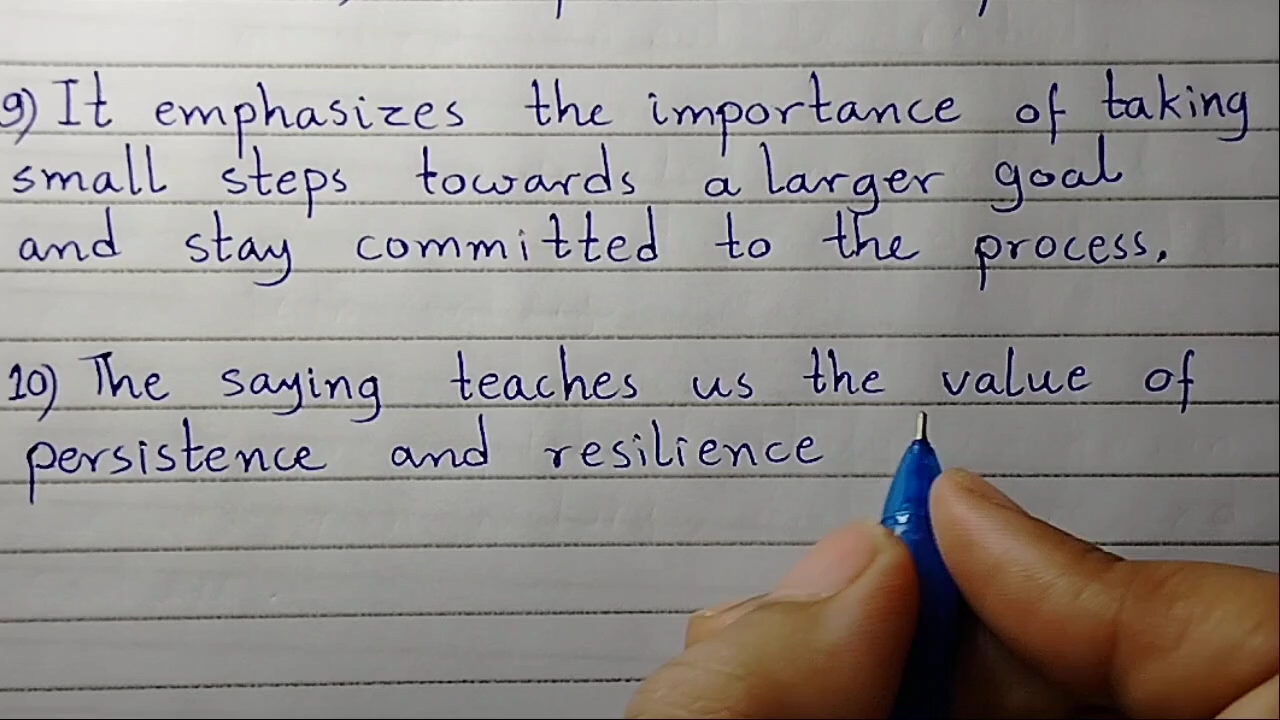 9) It emphasizes the importance of taking
small steps towards a larger goal
and stay committed to the process.
10) The saying teaches us the value of
persistence and resilience